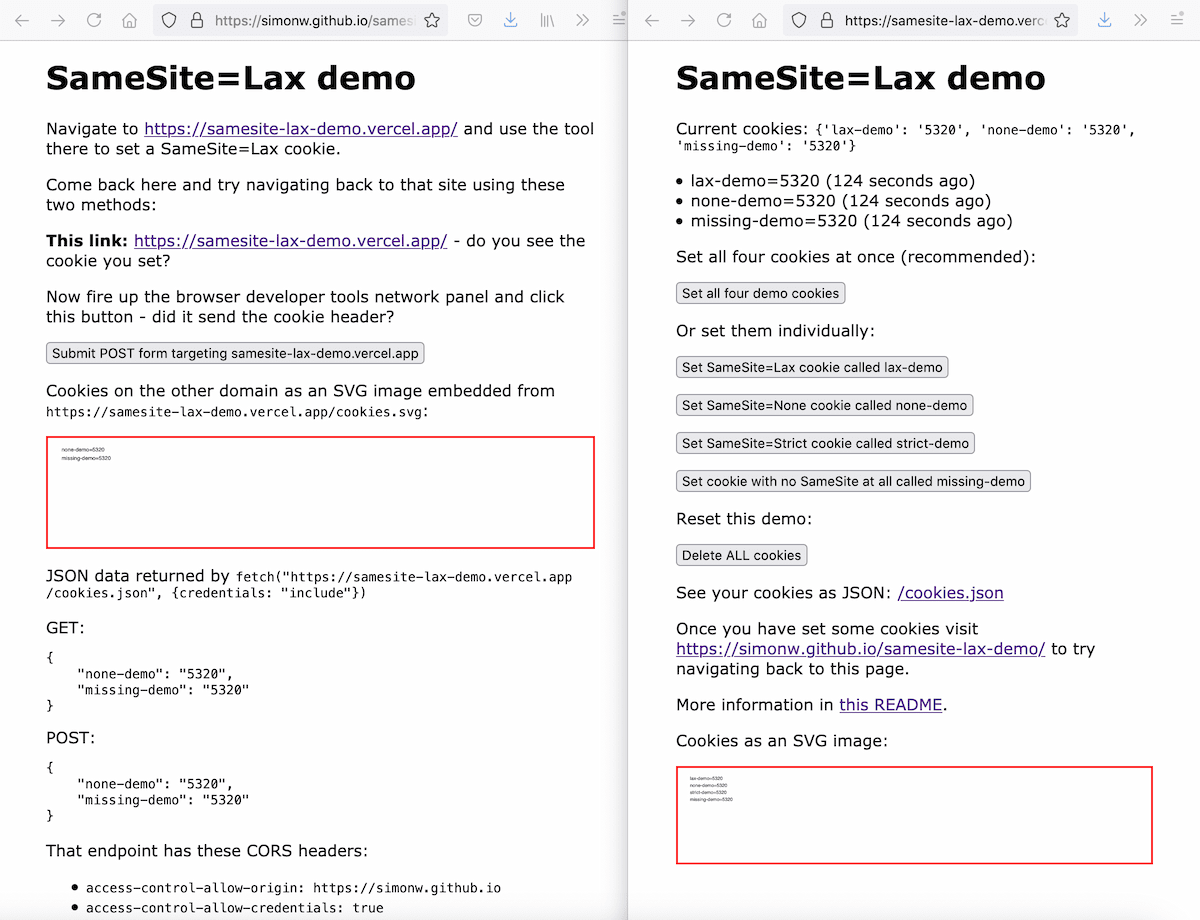 https://simonw.github.io/sames
SameSite=Lax demo
Navigate to https://samesite-lax-demo.vercel.app/ and use the tool
there to set a SameSite=Lax cookie.
Come back here and try navigating back to that site using these
two methods:
This link: https://samesite-lax-demo.vercel.app/ - do you see the
cookie you set?
Now fire up the browser developer tools network panel and click
this button - did it send the cookie header?
Submit POST form targeting samesite-lax-demo.vercel.app
Cookies on the other domain as an SVG image embedded from
https://samesite-lax-demo.vercel.app/cookies.svg:
none-demo=5320
missing-demo=5320
JSON data returned by fetch("https://samesite-lax-demo.vercel.app
/cookies.json", {credentials: "include"})
GET:
{
    "none-demo": "5320",
    "missing-demo": "5320"
}
POST:
{
    "none-demo": "5320",
    "missing-demo": "5320"
}
That endpoint has these CORS headers:
• access-control-allow-origin: https://simonw.github.io
• access-control-allow-credentials: true
https://samesite-lax-demo.verc
SameSite=Lax demo
Current cookies: {'lax-demo': '5320', 'none-demo': '5320',
'missing-demo': '5320'}
• lax-demo=5320 (124 seconds ago)
• none-demo=5320 (124 seconds ago)
• missing-demo=5320 (124 seconds ago)
Set all four cookies at once (recommended):
Set all four demo cookies
Or set them individually:
Set SameSite=Lax cookie called lax-demo
Set SameSite=None cookie called none-demo
Set SameSite=Strict cookie called strict-demo
Set cookie with no SameSite at all called missing-demo
Reset this demo:
Delete ALL cookies
See your cookies as JSON: /cookies.json
Once you have set some cookies visit
https://simonw.github.io/samesite-lax-demo/ to try
navigating back to this page.
More information in this README.
Cookies as an SVG image:
lax-demo=5320
none-demo=5320
strict-demo=5320
missing-demo=5320